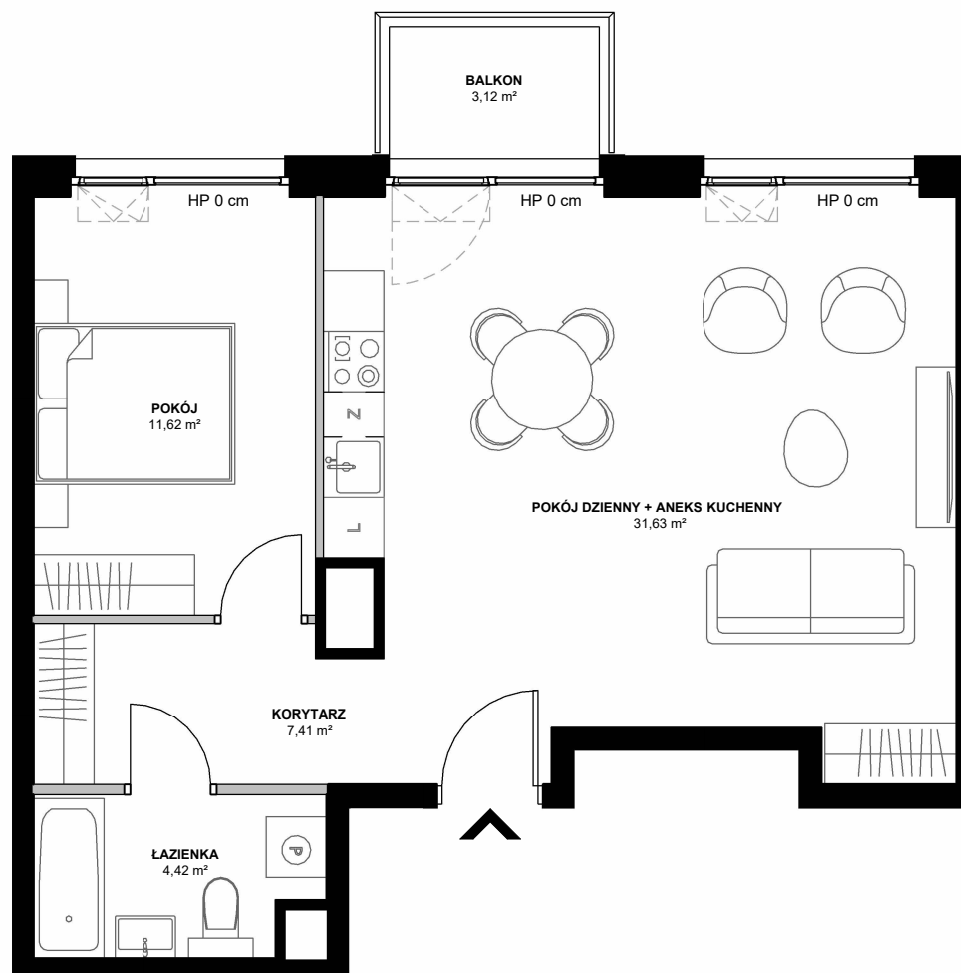 BALKON
3,12 m²
HP 0 cm
HP 0 cm
HP 0 cm
POKÓJ
11,62 m²
Z
L
POKÓJ DZIENNY + ANEKS KUCHENNY
31,63 m²
KORYTARZ
7,41 m²
ŁAZIENKA
4,42 m²
P